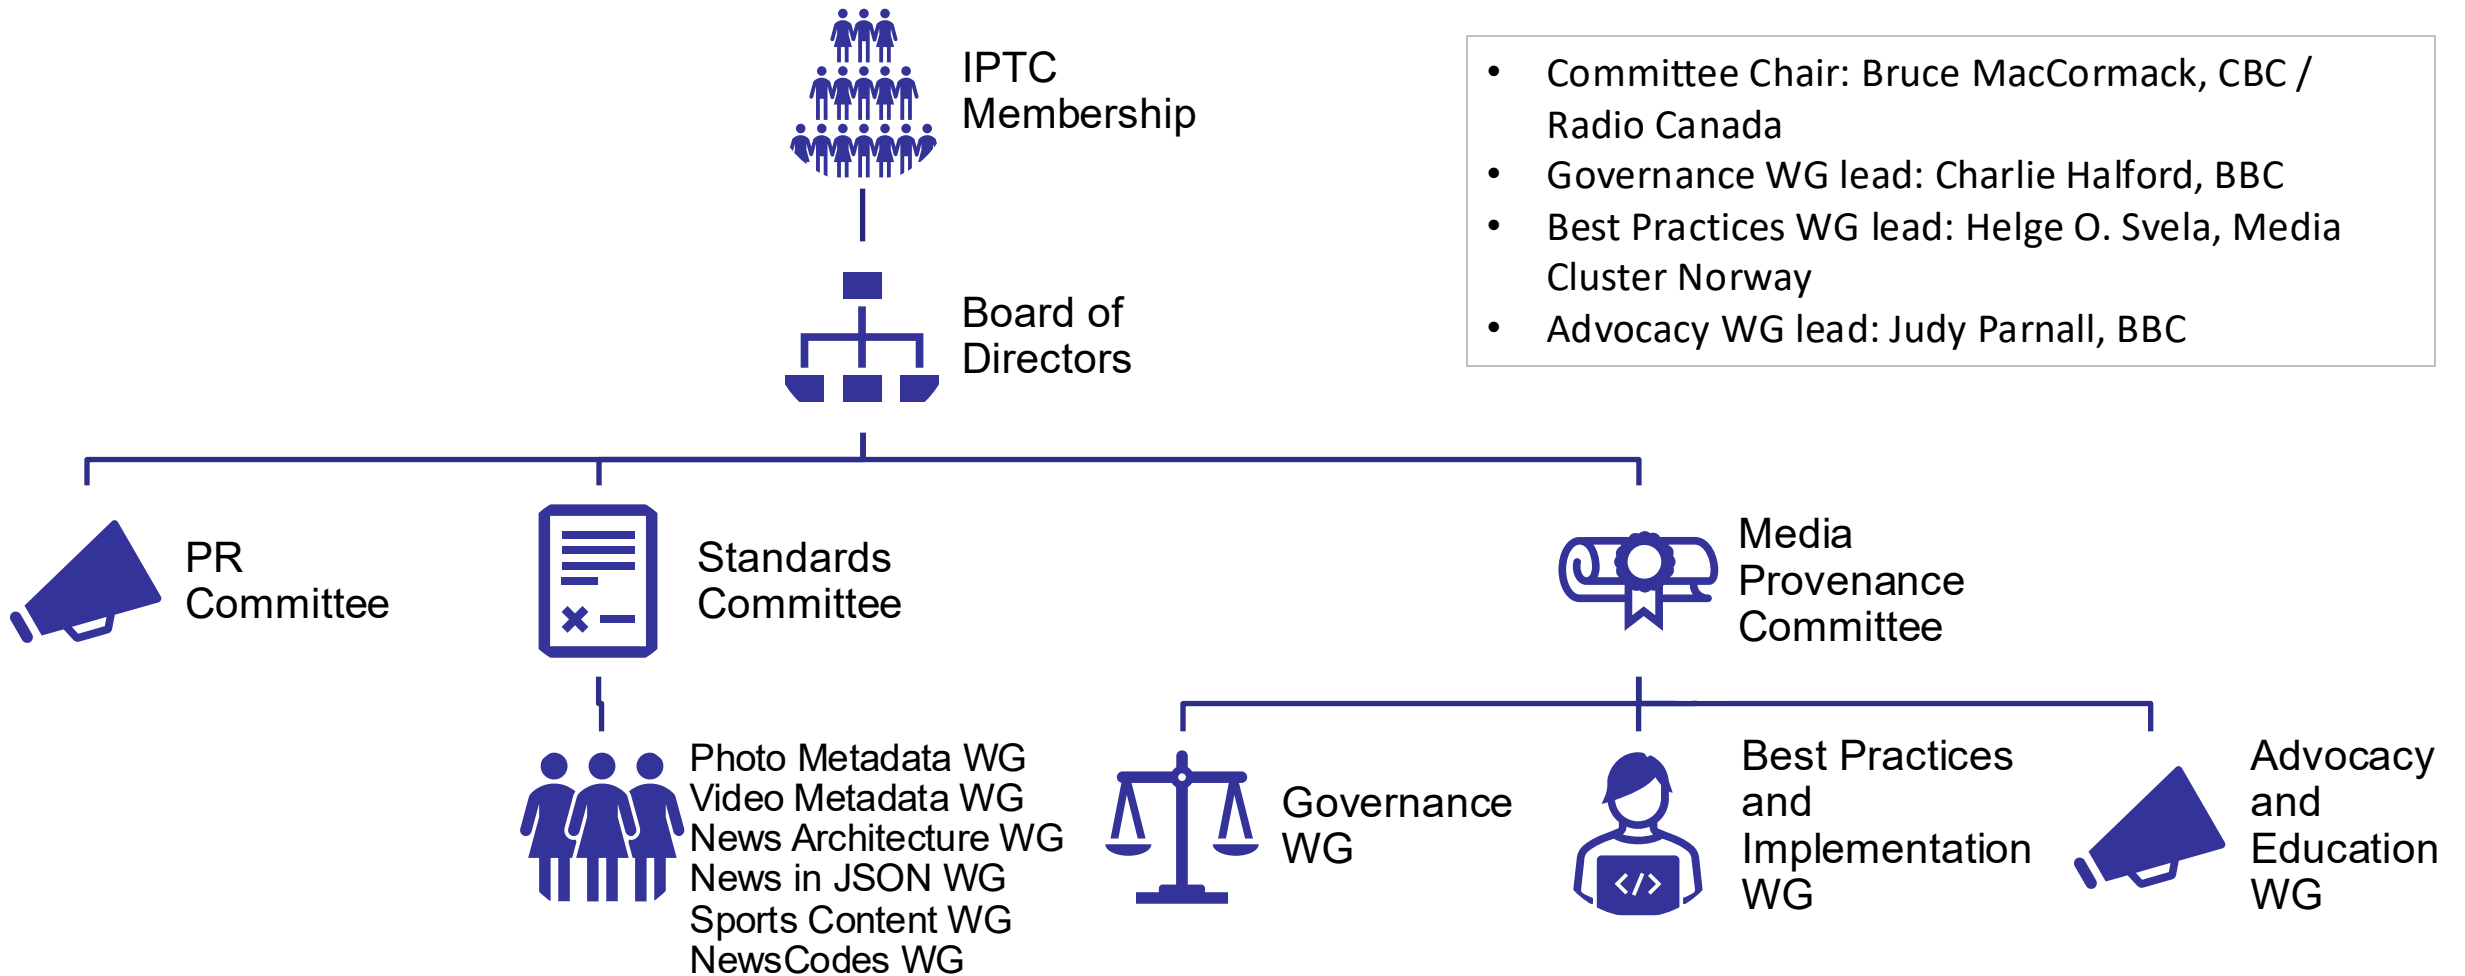 IPTC
Membership
• Committee Chair: Bruce MacCormack, CBC /
Radio Canada
• Governance WG lead: Charlie Halford, BBC
• Best Practices WG lead: Helge O. Svela, Media
Cluster Norway
• Advocacy WG lead: Judy Parnall, BBC
Board of
Directors
PR
Committee
Standards
Committee
Media
Provenance
Committee
Photo Metadata WG
Video Metadata WG
News Architecture WG
News in JSON WG
Sports Content WG
NewsCodes WG
Governance
WG
</>
Best Practices
and
Implementation
WG
Advocacy
and
Education
WG